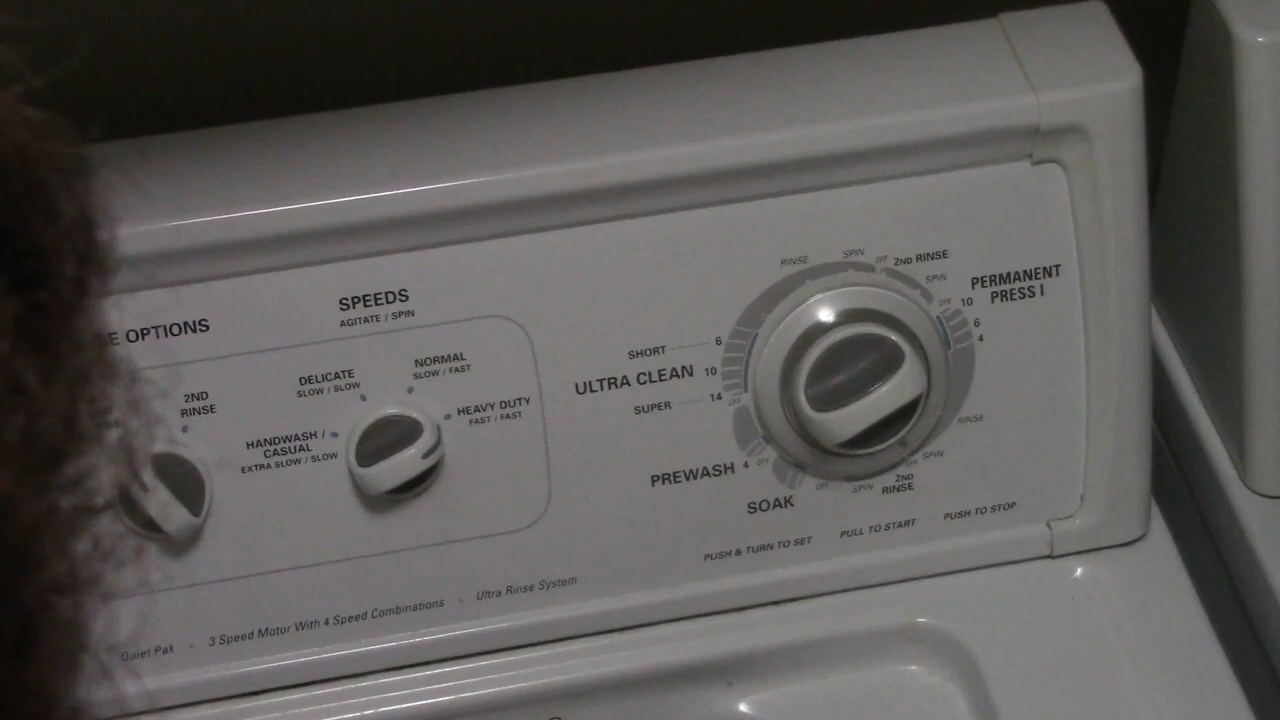 E OPTIONS
2ND
RINSE
SPEEDS
AGITATE / SPIN
DELICATE
SLOW / SLOW
NORMAL
SLOW / FAST
HANDWASH /
CASUAL
EXTRA SLOW / SLOW
HEAVY DUTY
FAST / FAST
RINSE
SPIN
OFF
2ND RINSE
SPIN
OFF
10
PERMANENT
PRESS I
6
4
SHORT
6
ULTRA CLEAN
10
SUPER
14
OFF
RINSE
SPIN
OFF
2ND
RINSE
SPIN
OFF
PREWASH 4
OFF
SOAK
PUSH & TURN TO SET
PULL TO START
PUSH TO STOP
Quiet Pak - 3 Speed Motor With 4 Speed Combinations - Ultra Rinse System